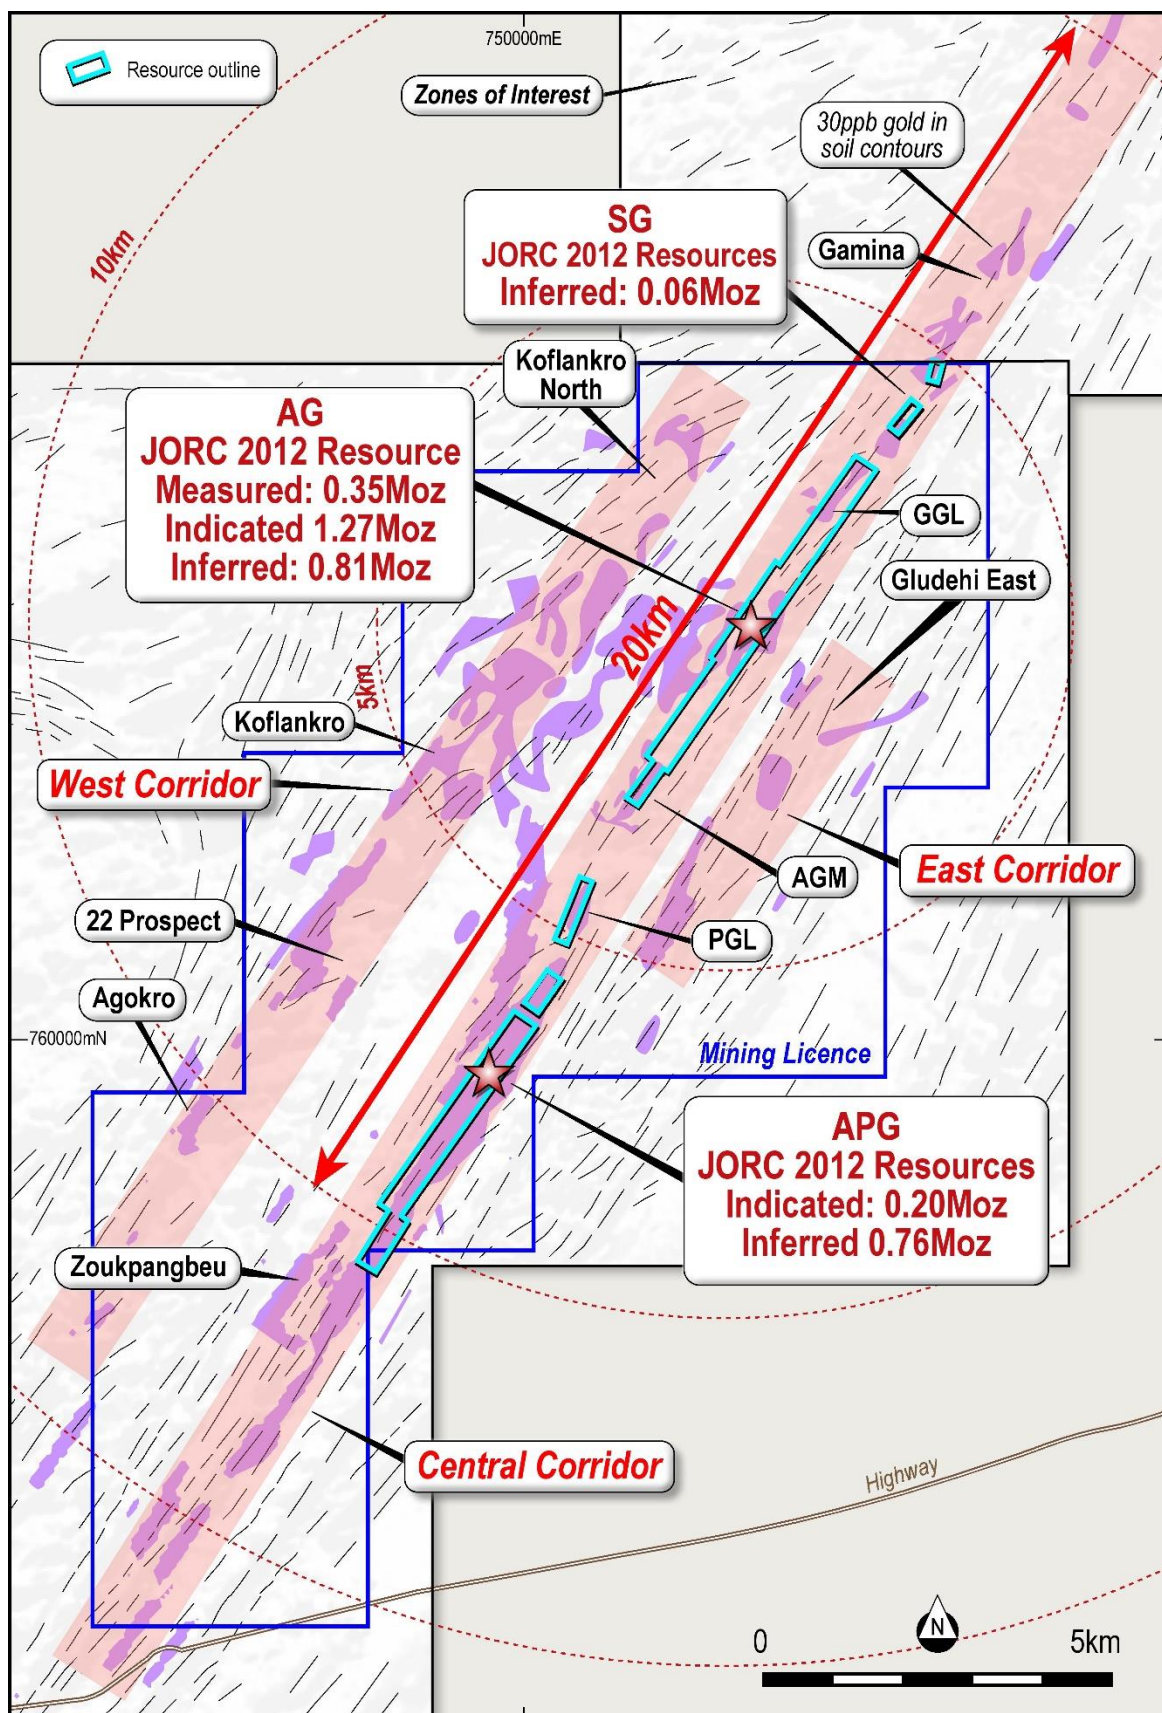 750000mE
Resource outline
Zones of Interest
30ppb gold in
soil contours
10km
SG
JORC 2012 Resources
Inferred: 0.06Moz
Gamina
Koflankro
North
AG
JORC 2012 Resource
Measured: 0.35Moz
Indicated 1.27Moz
Inferred: 0.81Moz
GGL
Gludehi East
20km
5km
Koflankro
West Corridor
AGM
East Corridor
22 Prospect
PGL
Agokro
760000mN
Mining Licence
APG
JORC 2012 Resources
Indicated: 0.20Moz
Inferred 0.76Moz
Zoukpangbeu
Central Corridor
Highway
N
0
5km